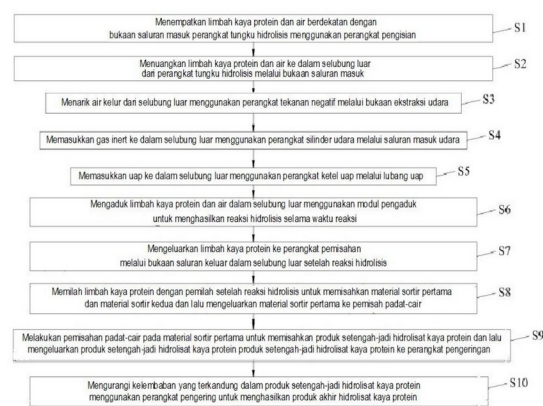 Menempatkan limbah kaya protein dan air berdekatan dengan
bukaan saluran masuk perangkat tungku hidrolisis menggunakan perangkat pengisian
S1
Menuangkan limbah kaya protein dan air ke dalam selubung luar
dari perangkat tungku hidrolisis melalui bukaan saluran masuk
S2
Menarik air kelur dari selubung luar menggunakan perangkat tekanan negatif melalui bukaan ekstraksi udara
S3
Memasukkan gas inert ke dalam selubung luar menggunakan perangkat silinder udara melalui saluran masuk udara
S4
Memasukkan uap ke dalam selubung luar menggunakan perangkat ketel uap melalui lubang uap
S5
Mengaduk limbah kaya protein dan air dalam selubung luar menggunakan modul pengaduk
untuk menghasilkan reaksi hidrolisis selama waktu reaksi
S6
Mengeluarkan limbah kaya protein ke perangkat pemisahan
melalui bukaan saluran keluar dalam selubung luar setelah reaksi hidrolisis
S7
Memilah limbah kaya protein dengan pemilah setelah reaksi hidrolisis untuk memisahkan material sortir pertama
dan material sortir kedua dan lalu mengeluarkan material sortir pertama ke pemisah padat-cair
S8
Melakukan pemisahan padat-cair pada material sortir pertama untuk memisahkan produk setengah-jadi hidrolisat kaya protein dan lalu
mengeluarkan produk setengah-jadi hidrolisat kaya protein produk setengah-jadi hidrolisat kaya protein ke perangkat pengeringan
S9
Mengurangi kelembaban yang terkandung dalam produk setengah-jadi hidrolisat kaya protein
menggunakan perangkat pengering untuk menghasilkan produk akhir hidrolisat kaya protein
S10